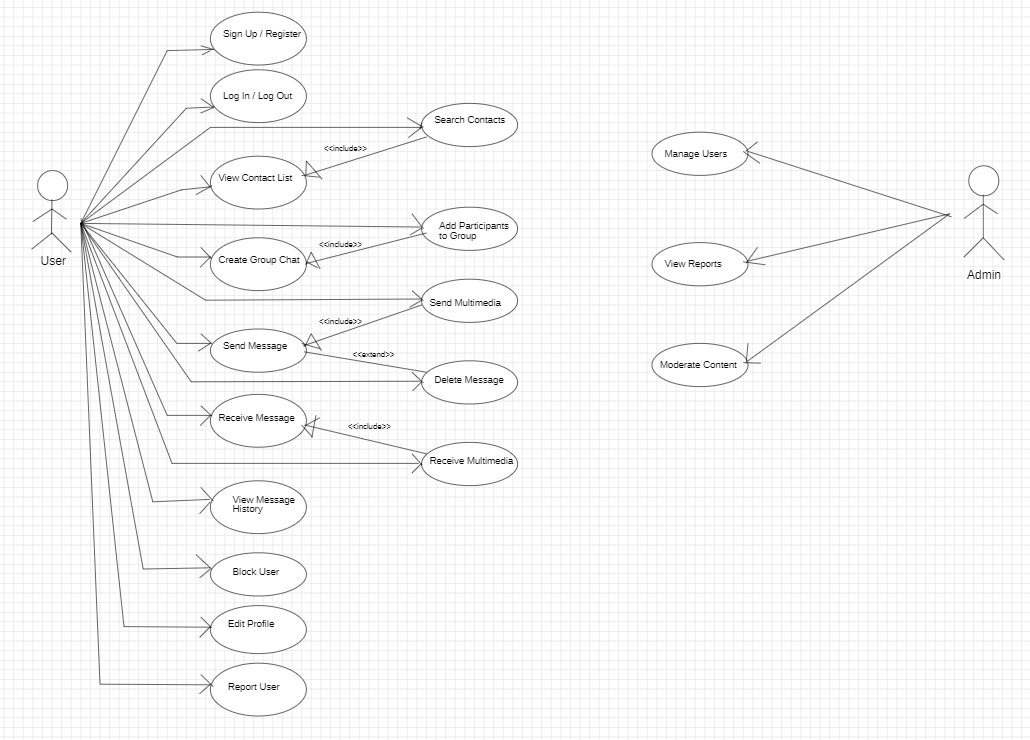 Sign Up / Register
Log In / Log Out
Search Contacts
<<include>>
View Contact List
Add Participants
to Group
<<include>>
Create Group Chat
Send Multimedia
<<include>>
Send Message
<<extend>>
Delete Message
Receive Message
<<include>>
Receive Multimedia
View Message
History
Block User
Edit Profile
Report User
User
Manage Users
View Reports
Moderate Content
Admin